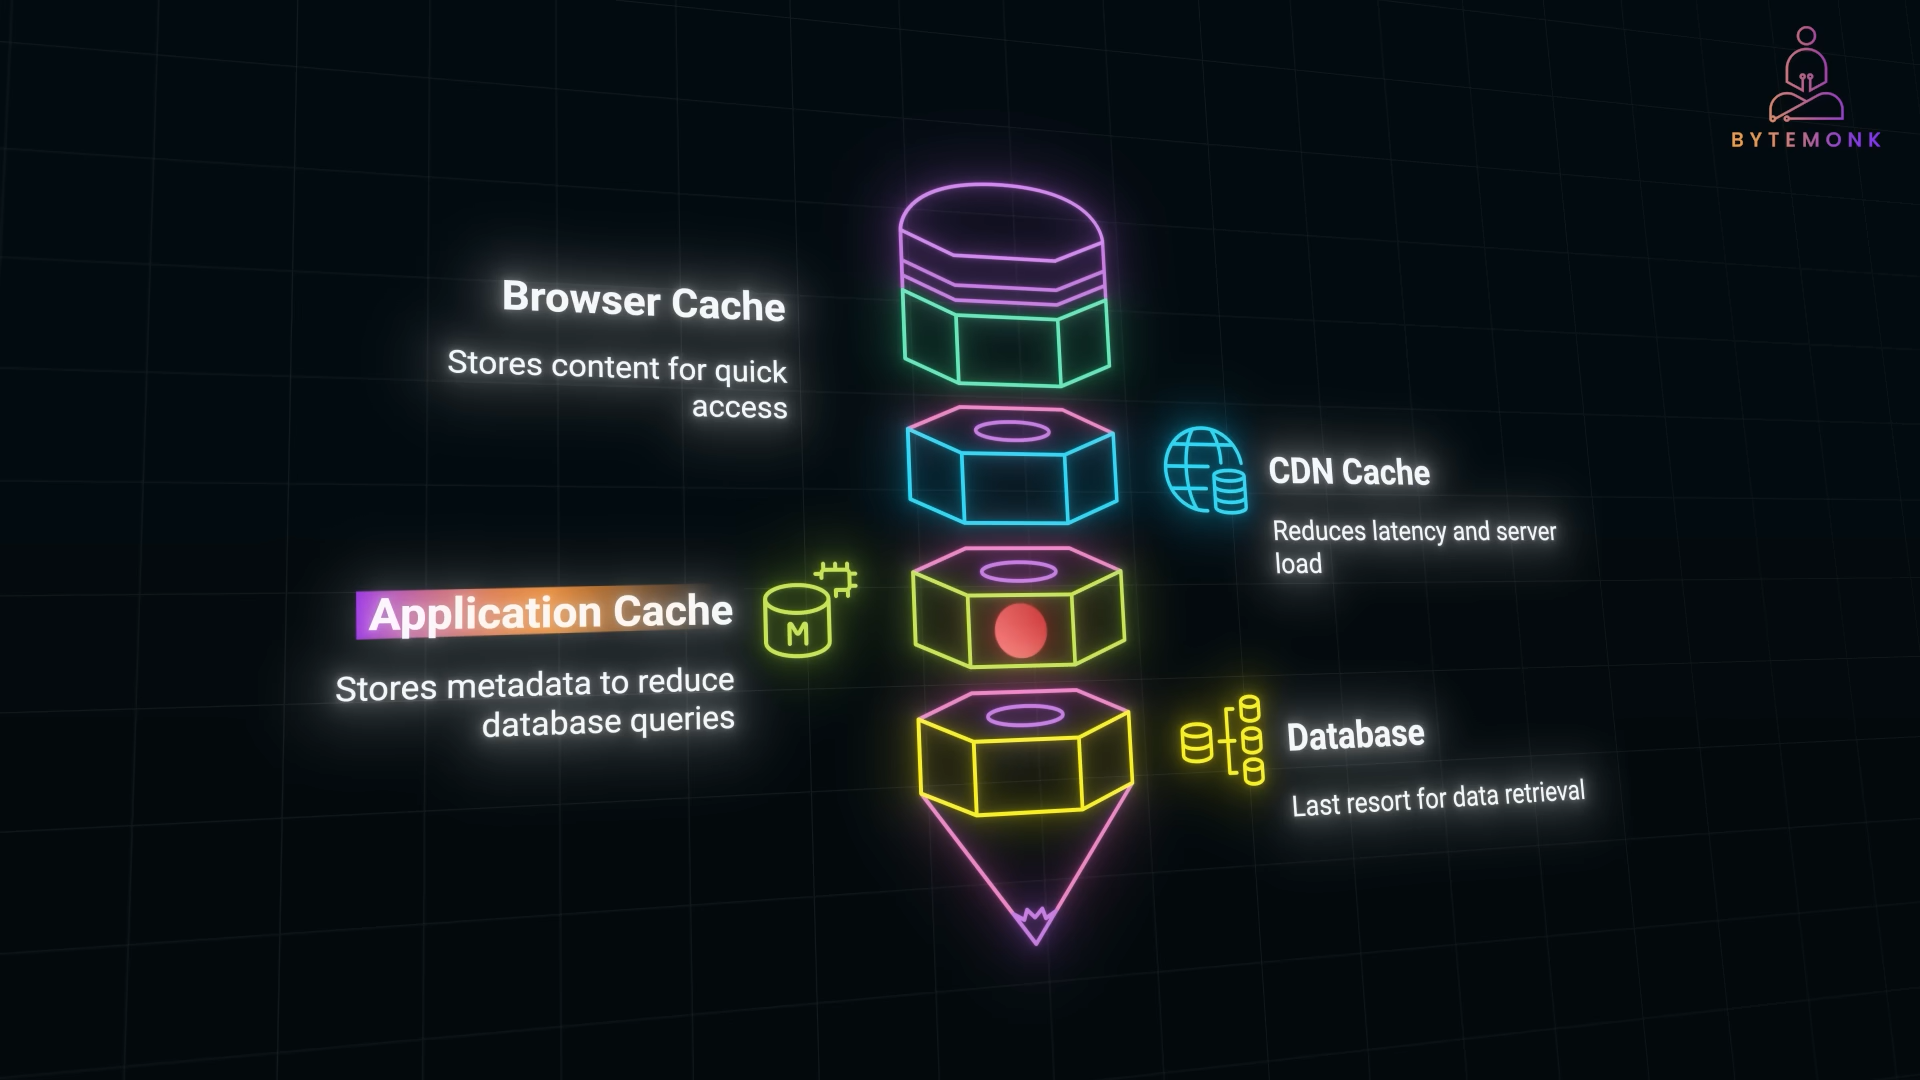 BYTEMONK
Browser Cache
Stores content for quick
access
CDN Cache
Reduces latency and server
load
Application Cache
M
Stores metadata to reduce
database queries
Database
Last resort for data retrieval